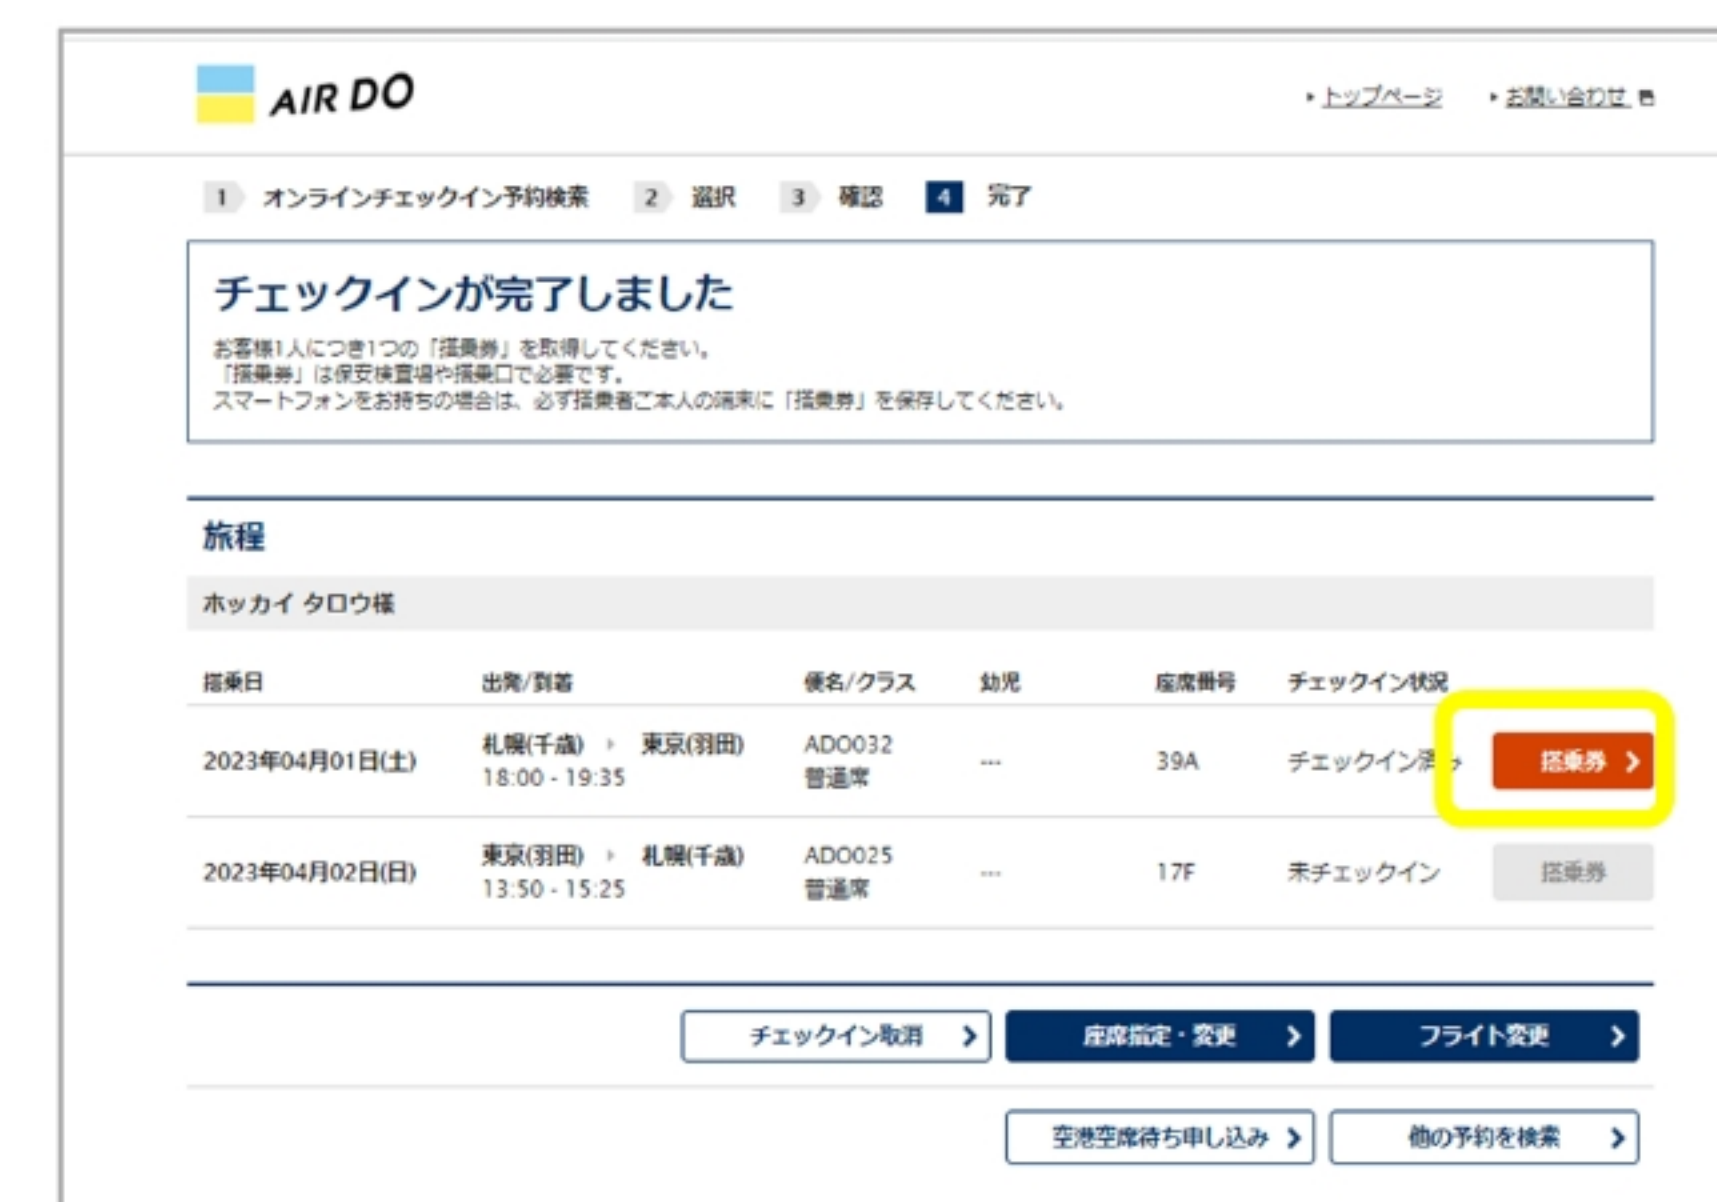 AIR DO
トップページ お問い合わせ
1 オンラインチェックイン予約検索 2 選択 3 確認 4 完了
チェックインが完了しました
お客様1人につき1つの「搭乗券」を取得してください。
「搭乗券」は保安検査場や搭乗口で必要です。
スマートフォンをお持ちの場合は、必ず搭乗者ご本人の端末に「搭乗券」を保存してください。
旅程
ホッカイ タロウ様
搭乗日 出発/到着 便名/クラス 幼児 座席番号 チェックイン状況
2023年04月01日(土) 札幌(千歳) 東京(羽田) ADO032 --- 39A チェックイン済み 搭乗券
18:00 - 19:35 普通席
2023年04月02日(日) 東京(羽田) 札幌(千歳) ADO025 --- 17F 未チェックイン 搭乗券
13:50 - 15:25 普通席
チェックイン取消 座席指定・変更 フライト変更
空港空席待ち申し込み 他の予約を検索